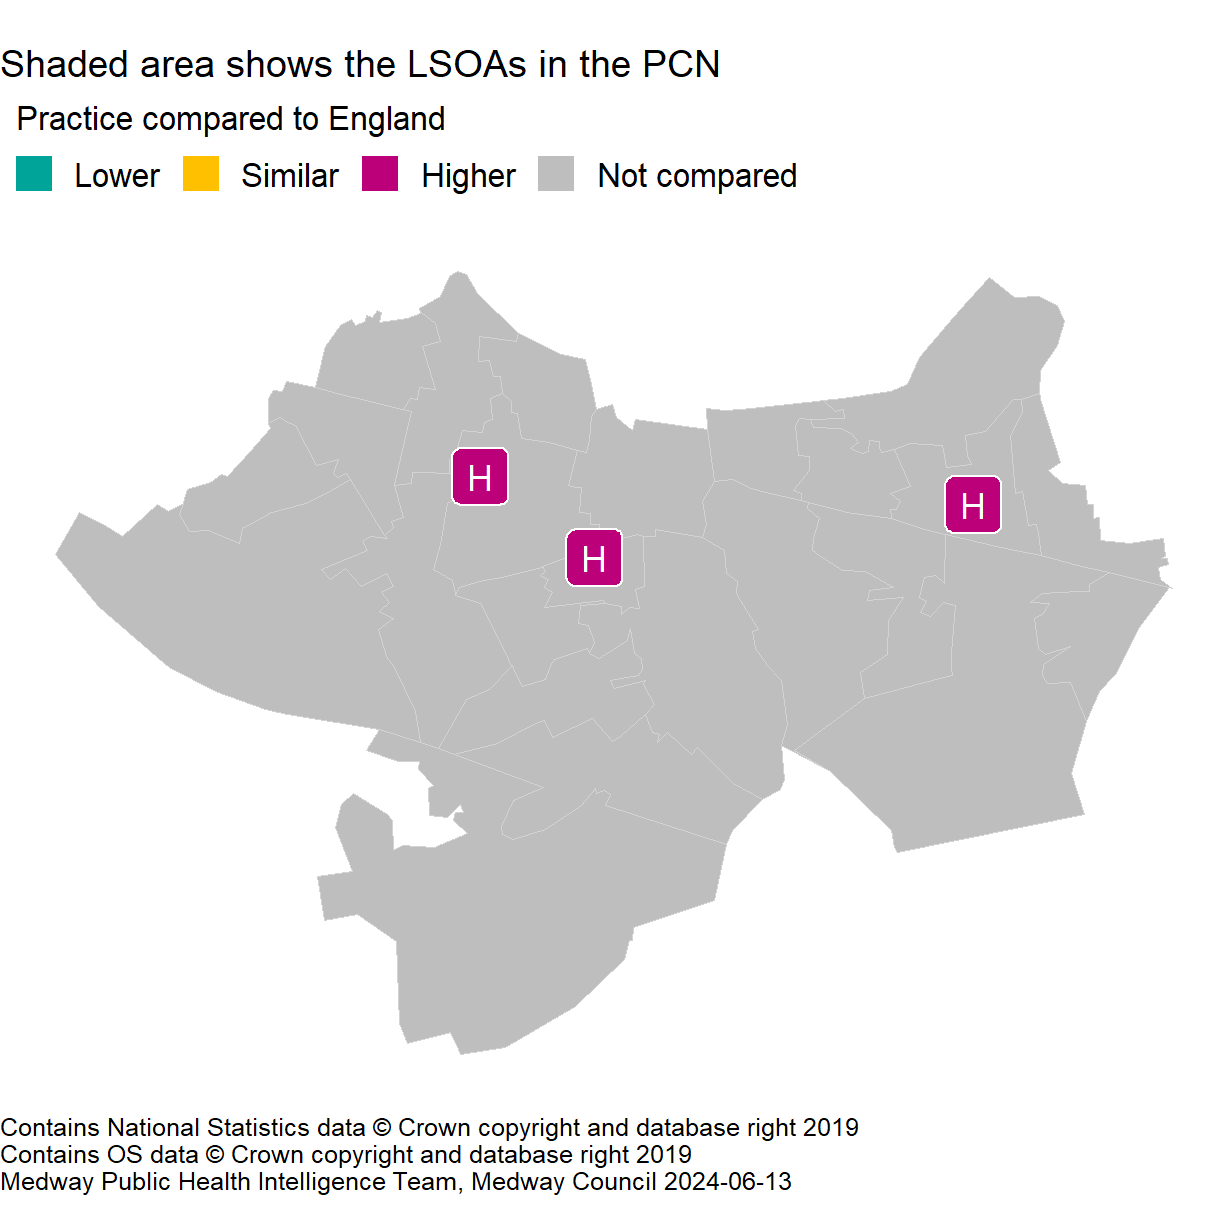 Shaded area shows the LSOAs in the PCN
Practice compared to England
Lower Similar Higher Not compared
H
H
H
Contains National Statistics data © Crown copyright and database right 2019
Contains OS data © Crown copyright and database right 2019
Medway Public Health Intelligence Team, Medway Council 2024-06-13